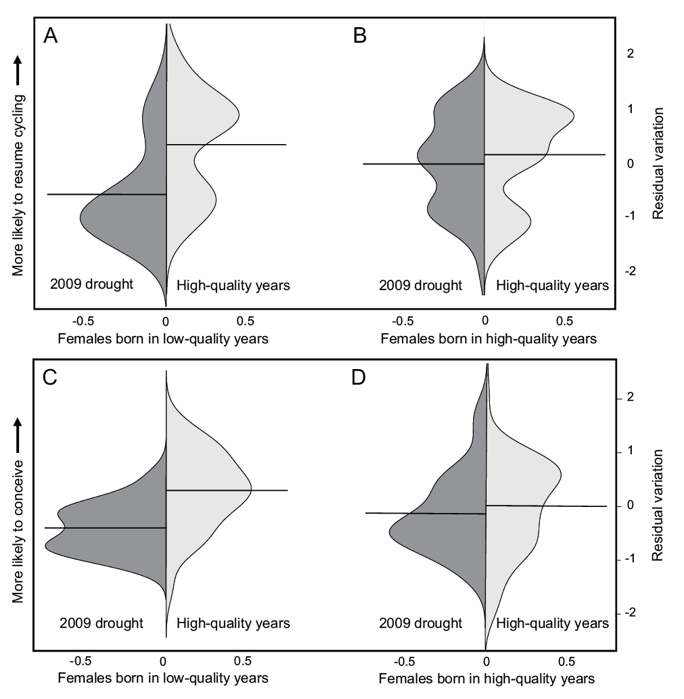 A
B
More likely to resume cycling
2
1
0
-1
-2
Residual variation
2009 drought
High-quality years
2009 drought
High-quality years
-0.5 0 0.5
-0.5 0 0.5
Females born in low-quality years
Females born in high-quality years
C
D
More likely to conceive
2
1
0
-1
-2
Residual variation
2009 drought
High-quality years
2009 drought
High-quality years
-0.5 0 0.5
-0.5 0 0.5
Females born in low-quality years
Females born in high-quality years